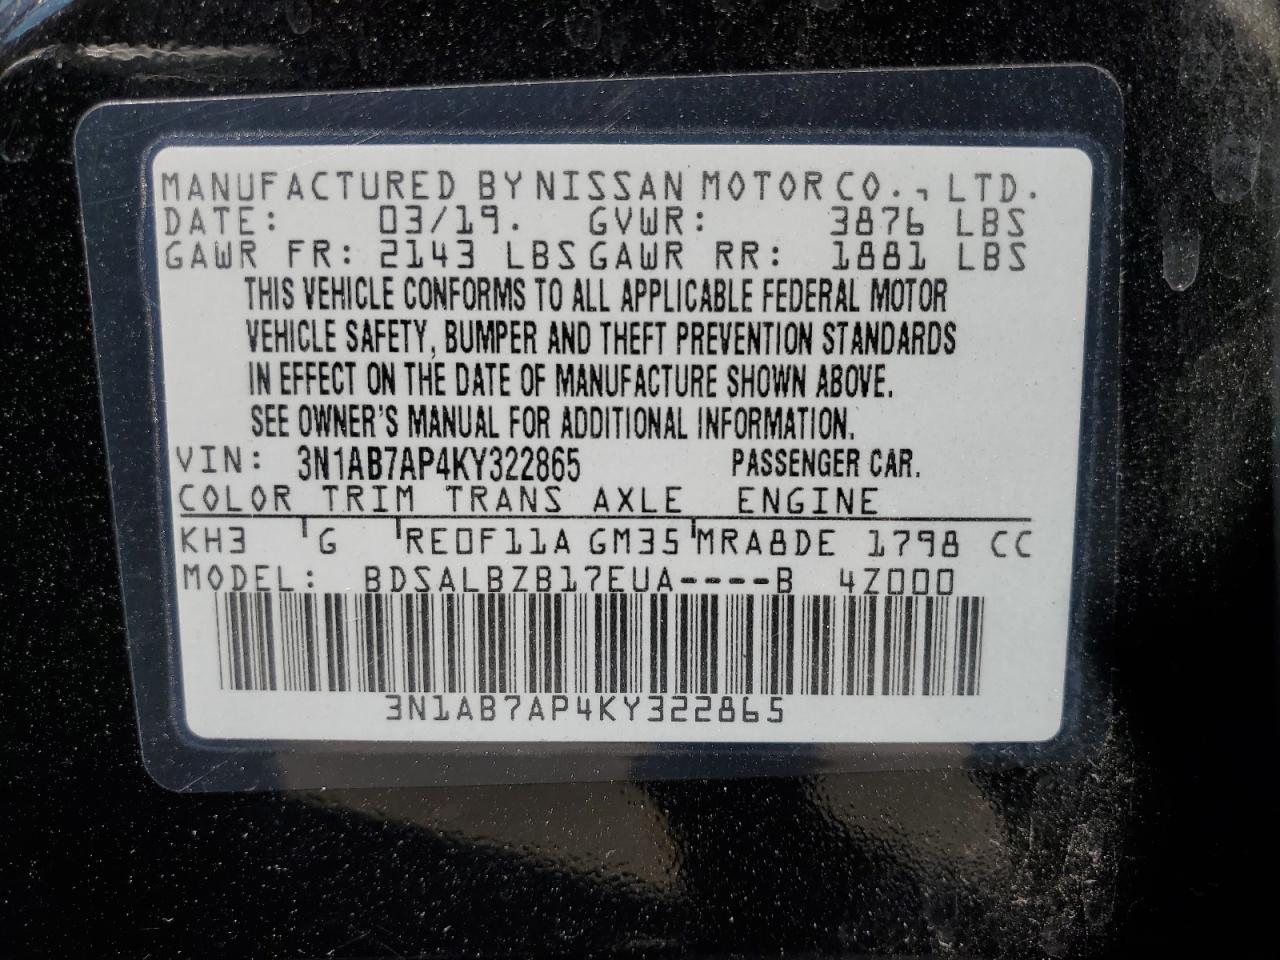 MANUFACTURED BY NISSAN MOTOR CO., LTD.
DATE: 03/19. GVWR: 3876 LBS
GAWR FR: 2143 LBS GAWR RR: 1881 LBS
THIS VEHICLE CONFORMS TO ALL APPLICABLE FEDERAL MOTOR
VEHICLE SAFETY, BUMPER AND THEFT PREVENTION STANDARDS
IN EFFECT ON THE DATE OF MANUFACTURE SHOWN ABOVE.
SEE OWNER'S MANUAL FOR ADDITIONAL INFORMATION.
VIN: 3N1AB7AP4KY322865 PASSENGER CAR.
COLOR TRIM TRANS AXLE ENGINE
KH3 G RE0F11A GM35 MRA8DE 1798 CC
MODEL: BDSALBZB17EUA----B 4Z000
3N1AB7AP4KY322865